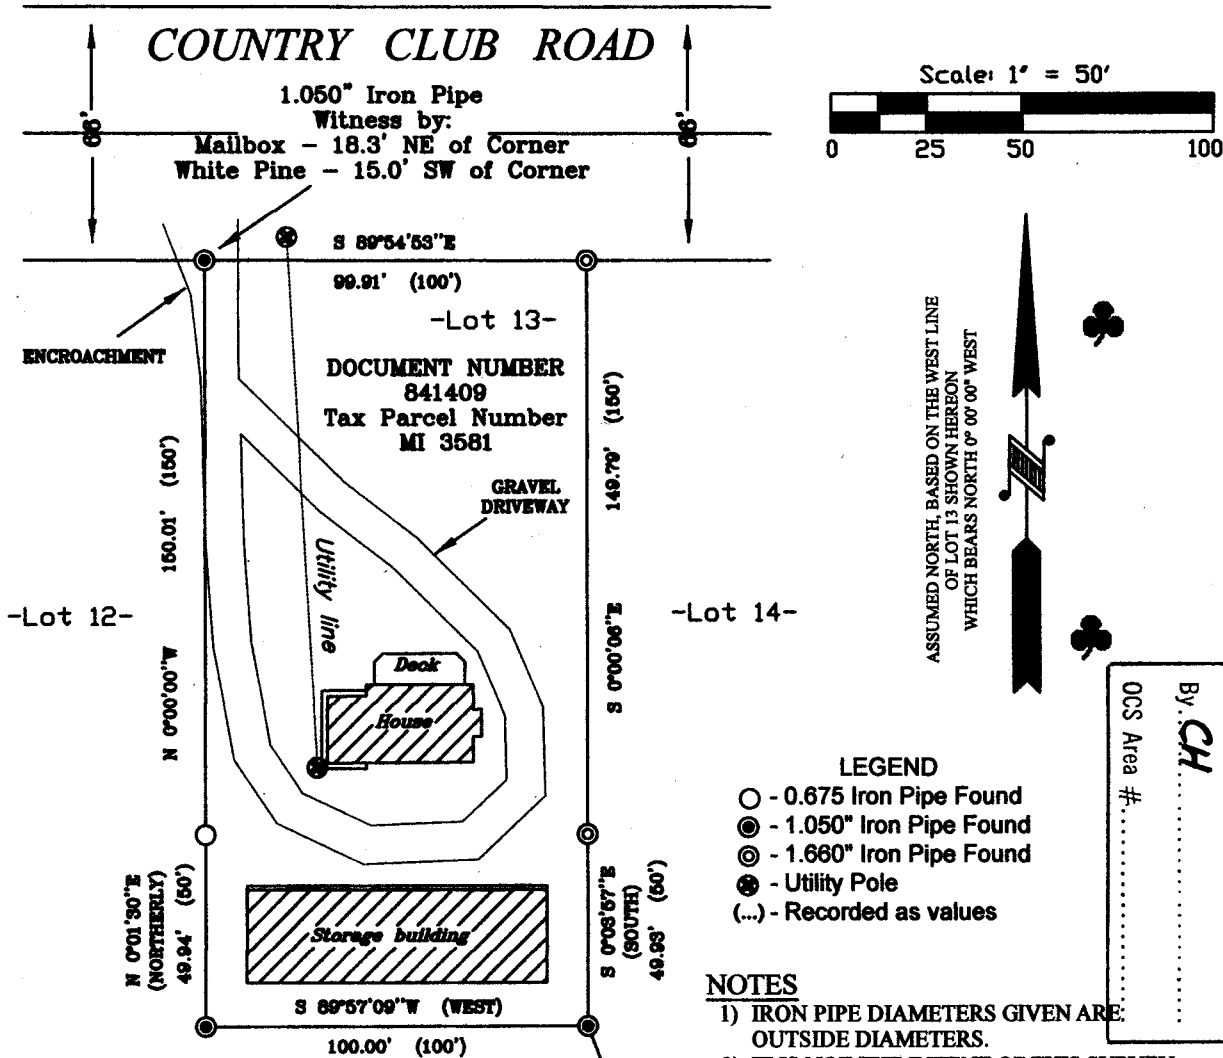 COUNTRY CLUB ROAD
66'
66'
1.050" Iron Pipe
Witness by:
Mailbox - 18.3' NE of Corner
White Pine - 15.0' SW of Corner
Scale: 1" = 50'
0 25 50 100
S 89°54'53"E
99.91' (100')
ENCROACHMENT
-Lot 13-
DOCUMENT NUMBER
841409
Tax Parcel Number
MI 3581
GRAVEL
DRIVEWAY
150.01' (150')
N 0°00'00"W
149.79' (150')
S 0°00'06"E
Utility line
-Lot 12-
-Lot 14-
Deck
House
ASSUMED NORTH, BASED ON THE WEST LINE
OF LOT 13 SHOWN HEREON
WHICH BEARS NORTH 0° 00' 00" WEST
By. CH
OCS Area #
LEGEND
- 0.675 Iron Pipe Found
- 1.050" Iron Pipe Found
- 1.660" Iron Pipe Found
- Utility Pole
(...) - Recorded as values
N 0°01'30"E
(NORTHERLY)
49.94' (50')
Storage building
S 0°03'57"E
(SOUTH)
49.93' (50')
S 89°57'09"W (WEST)
100.00' (100')
NOTES
1) IRON PIPE DIAMETERS GIVEN ARE
OUTSIDE DIAMETERS.